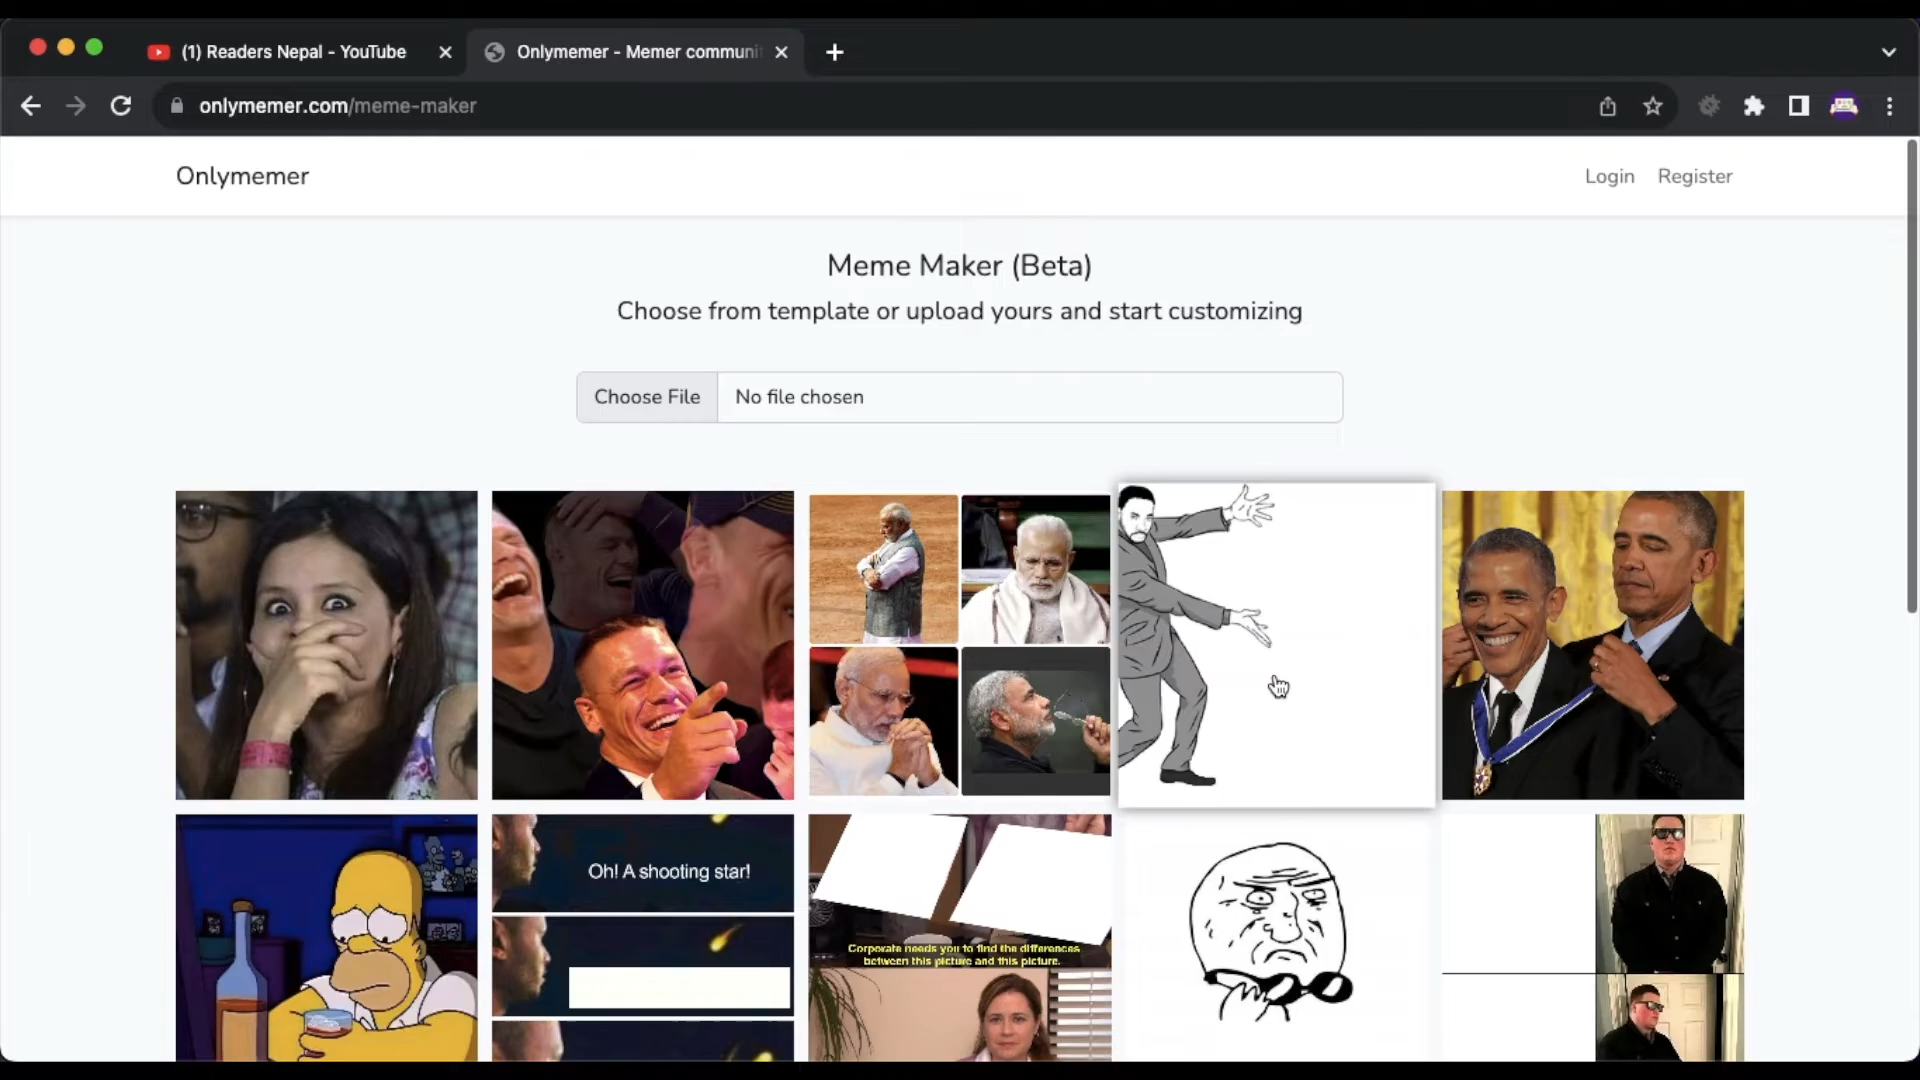 (1) Readers Nepal - YouTube
Onlymemer - Memer communi
onlymemer.com/meme-maker
Onlymemer
Login
Register
Meme Maker (Beta)
Choose from template or upload yours and start customizing
Choose File
No file chosen
Oh! A shooting star!
Corporate needs you to find the differences
between this picture and this picture.